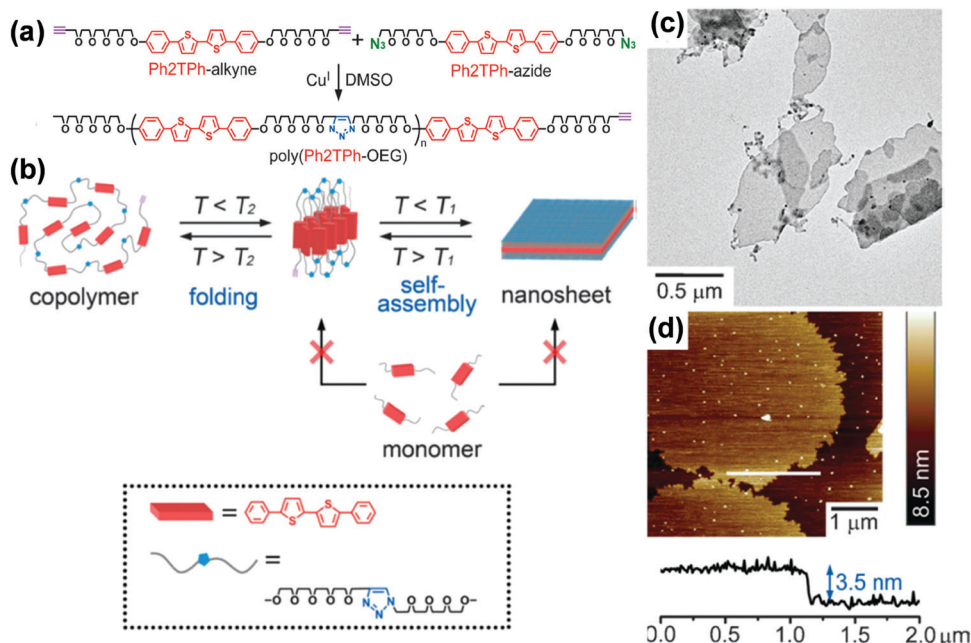 (a)
N₃
N₃
+
O O O O O
S
S
O O O O O
O O O O O
S
S
O O O O O
Ph2TPh-alkyne
Ph2TPh-azide
Cuᴵ
DMSO
O O O O O
S
S
O O O O O
N N
N
O O O O O
n
S
S
O O O O O
poly(Ph2TPh-OEG)
(b)
T < T₂
T > T₂
folding
T < T₁
T > T₁
self-
assembly
copolymer
nanosheet
monomer
=
S
S
=
O O O O O
N N
N
O O O O O
(c)
0.5 μm
(d)
1 μm
8.5 nm
3.5 nm
0.0 0.5 1.0 1.5 2.0 μm